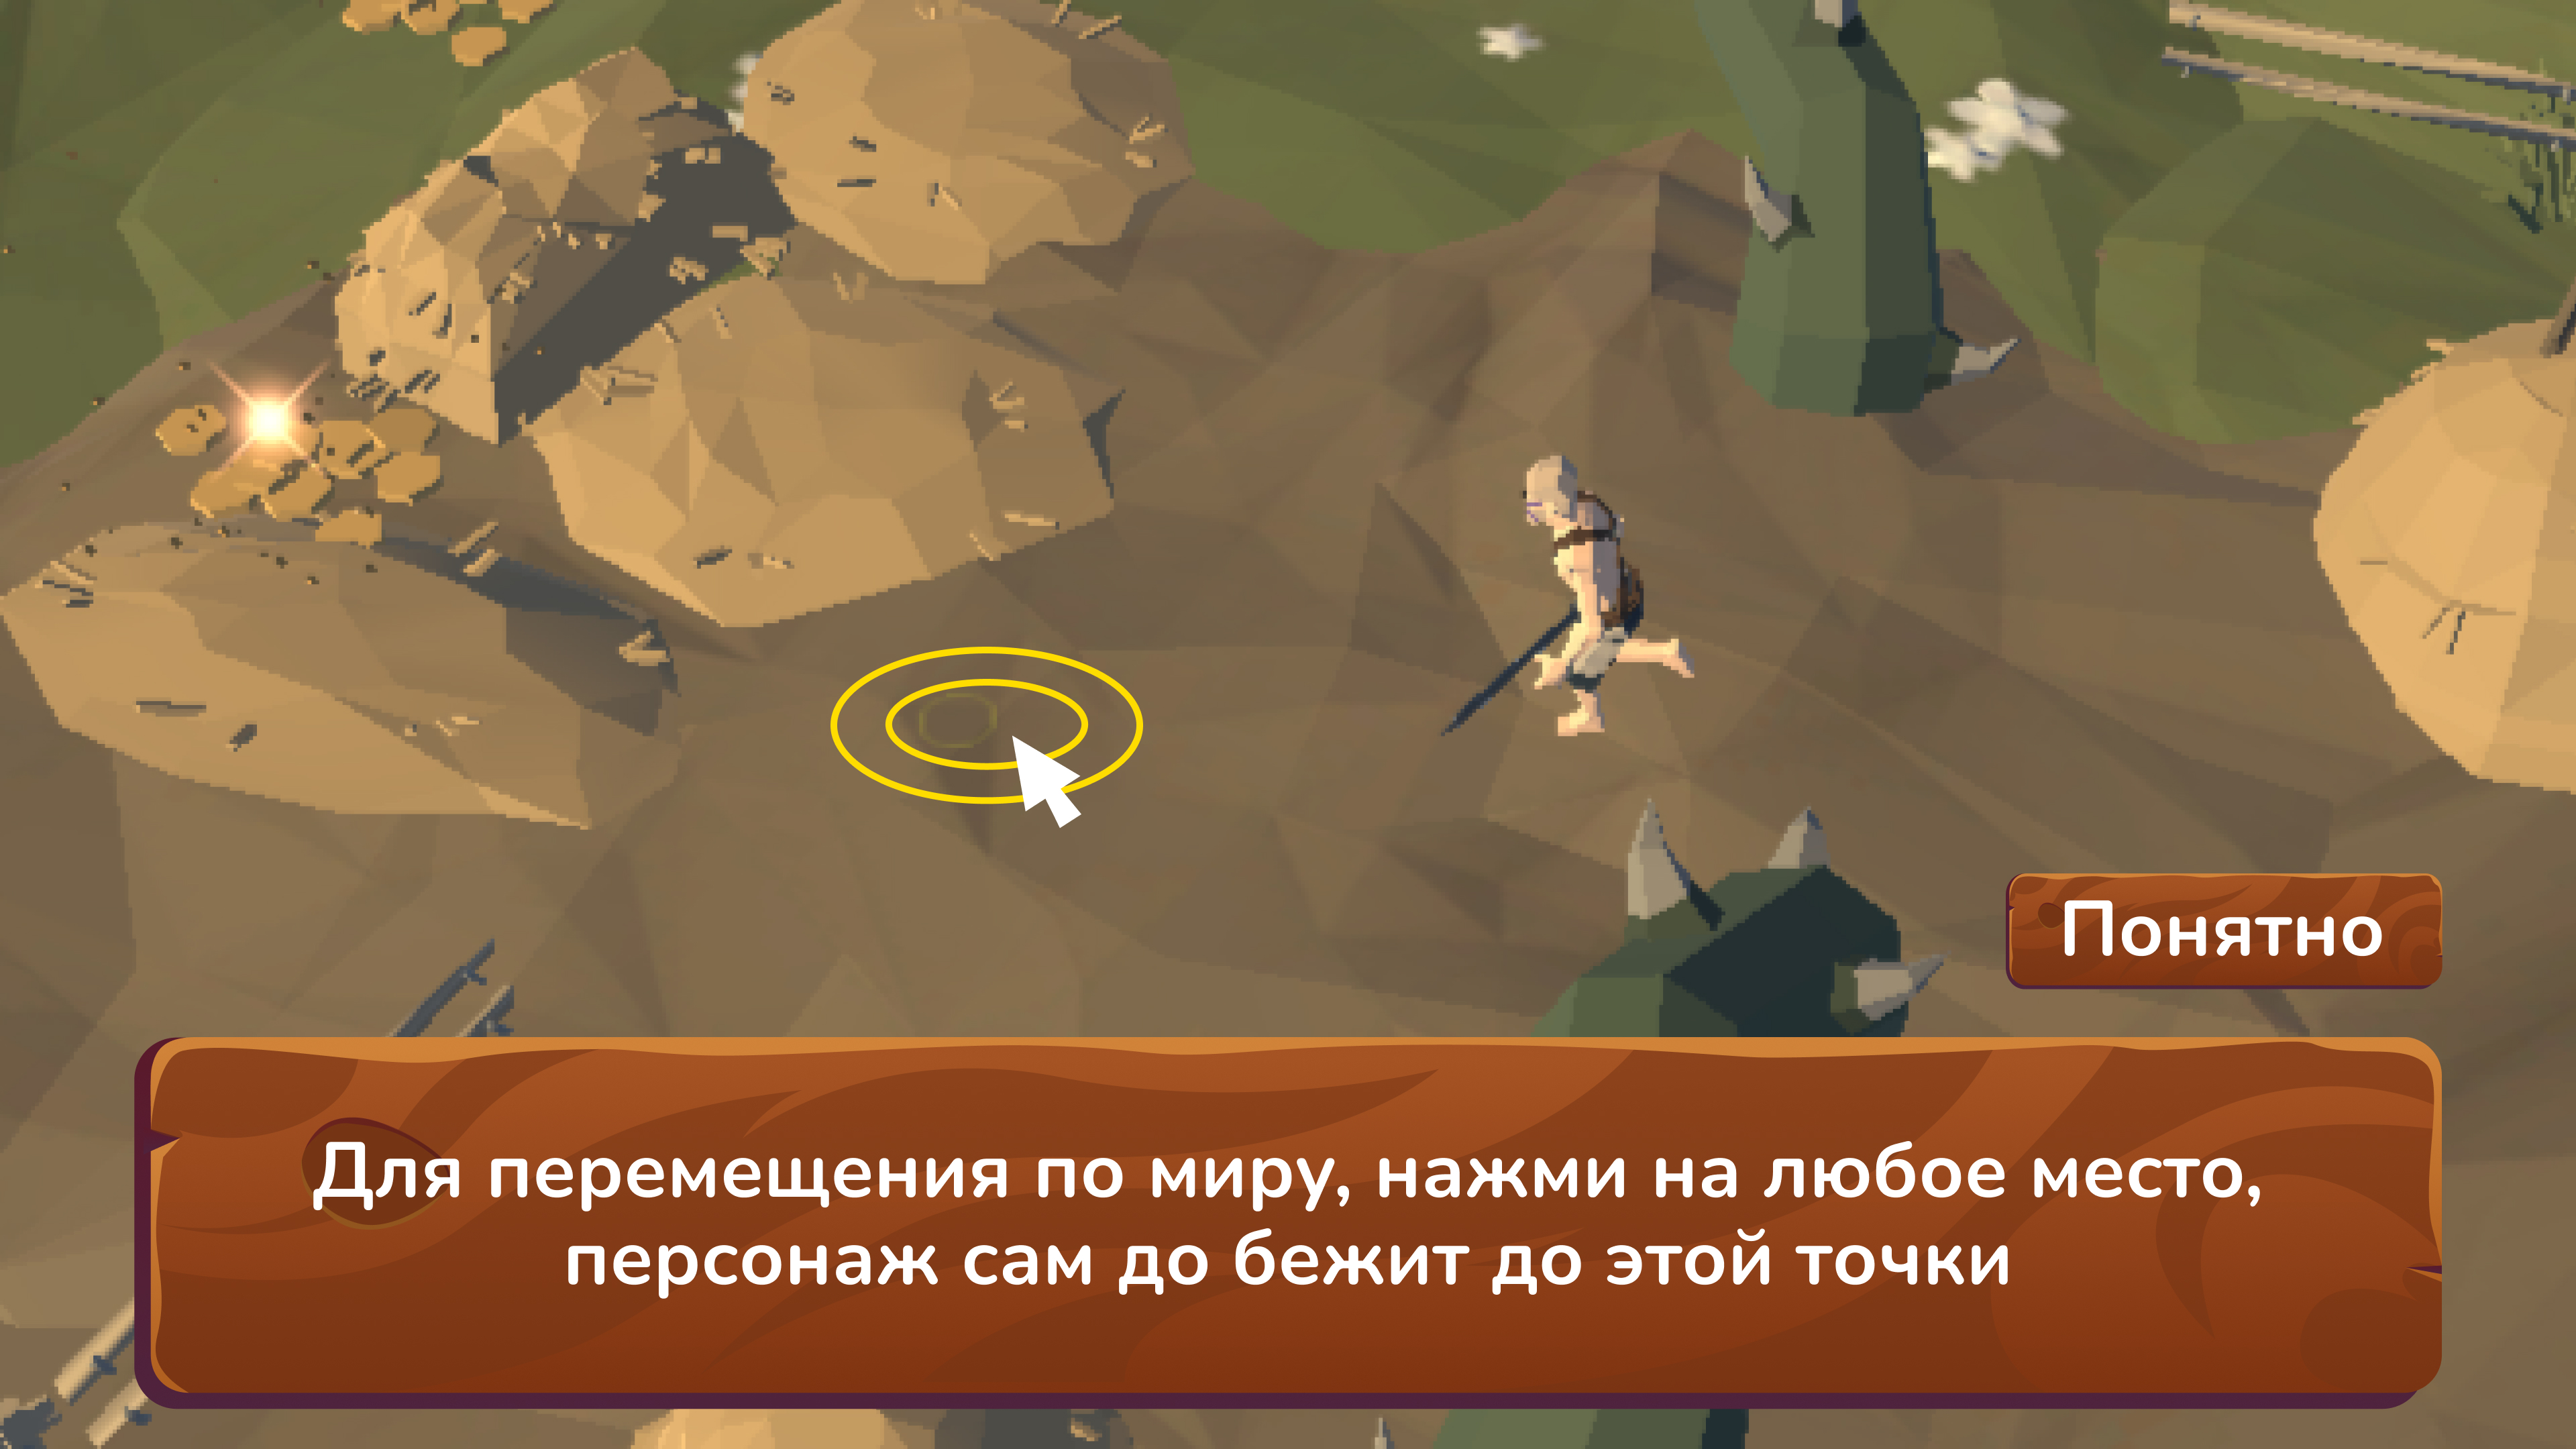 Понятно
Для перемещения по миру, нажми на любое место,
персонаж сам до бежит до этой точки